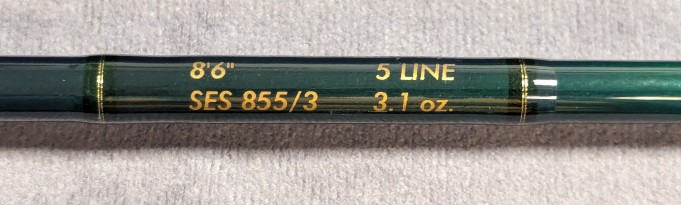 8'6" 5 LINE
SES 855/3 3.1 oz.